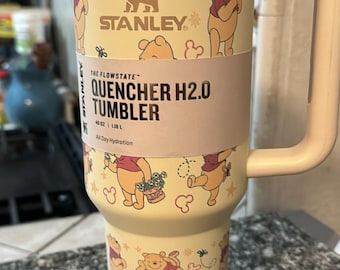 STANLEY
STANLEY
THE FLOWSTATE™
QUENCHER H2.0
TUMBLER
40 OZ | 1.18 L
All Day Hydration